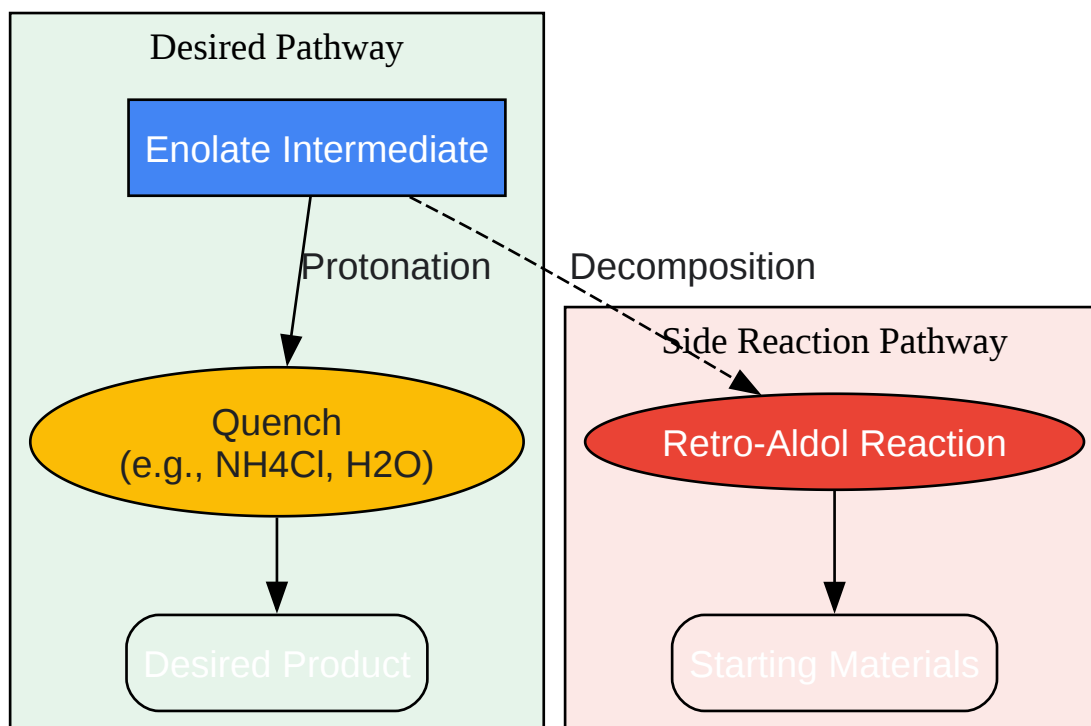 Desired Pathway
Enolate Intermediate
Protonation
Decomposition
Side Reaction Pathway
Quench
(e.g., NH4Cl, H2O)
Retro-Aldol Reaction
Desired Product
Starting Materials